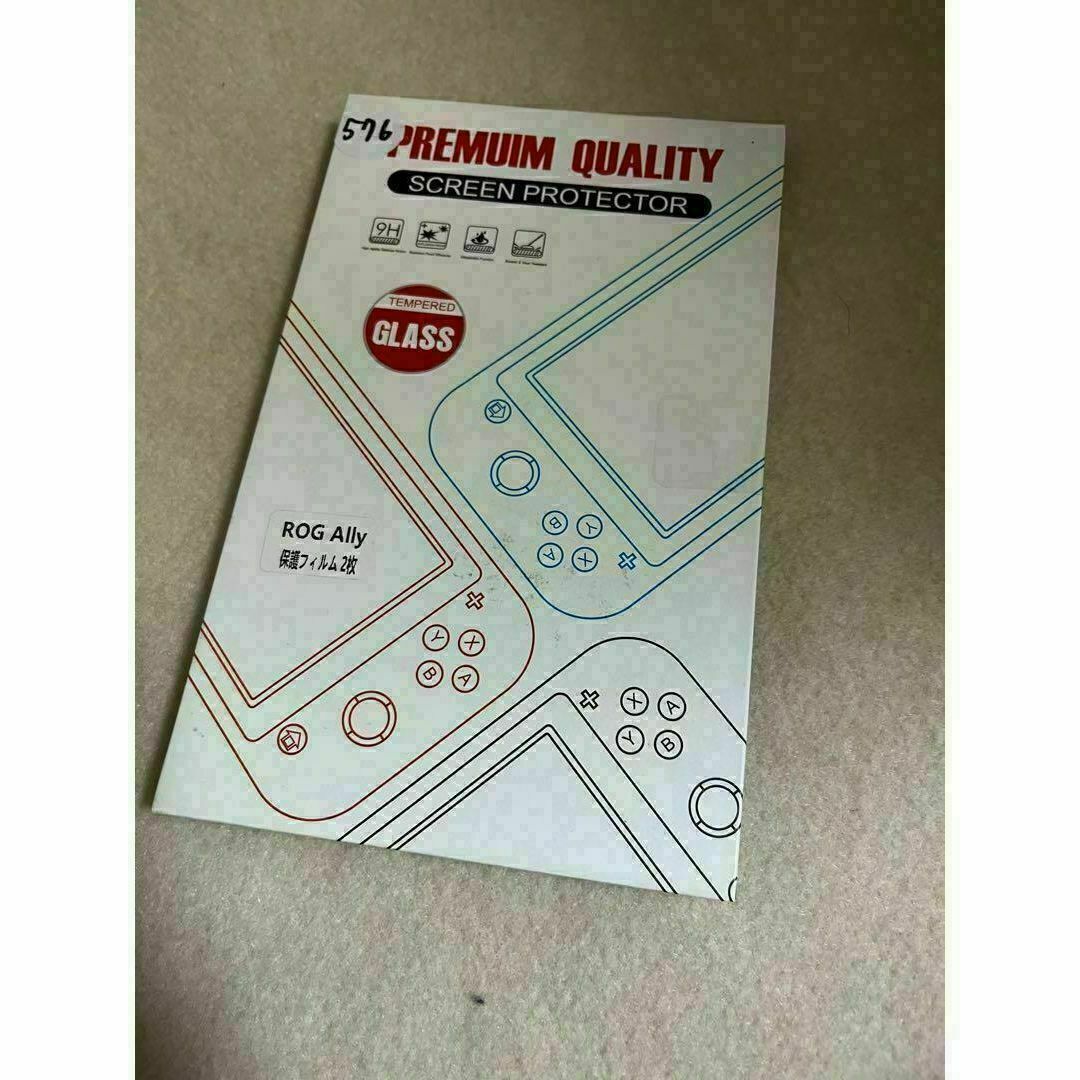 576
PREMUIM QUALITY
SCREEN PROTECTOR
9H
TEMPERED
GLASS
ROG Ally
保護フィルム 2枚
B Y
A X
Y X
B A
X A
Y B